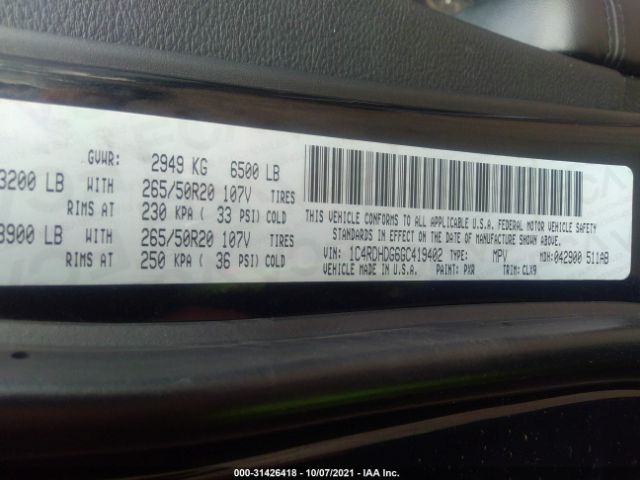 GVWR: 2949 KG 6500 LB
3200 LB WITH 265/50R20 107V TIRES
RIMS AT 230 KPA ( 33 PSI) COLD
3900 LB WITH 265/50R20 107V TIRES
RIMS AT 250 KPA ( 36 PSI) COLD
THIS VEHICLE CONFORMS TO ALL APPLICABLE U.S.A. FEDERAL MOTOR VEHICLE SAFETY
STANDARDS IN EFFECT ON THE DATE OF MANUFACTURE SHOWN ABOVE.
VIN: 1C4RDHDG6GC419402 TYPE: MPV MDH:042900 511AB
VEHICLE MADE IN U.S.A. PAINT: PXR TRIM: CLX9
000-31426418 - 10/07/2021 - IAA Inc.